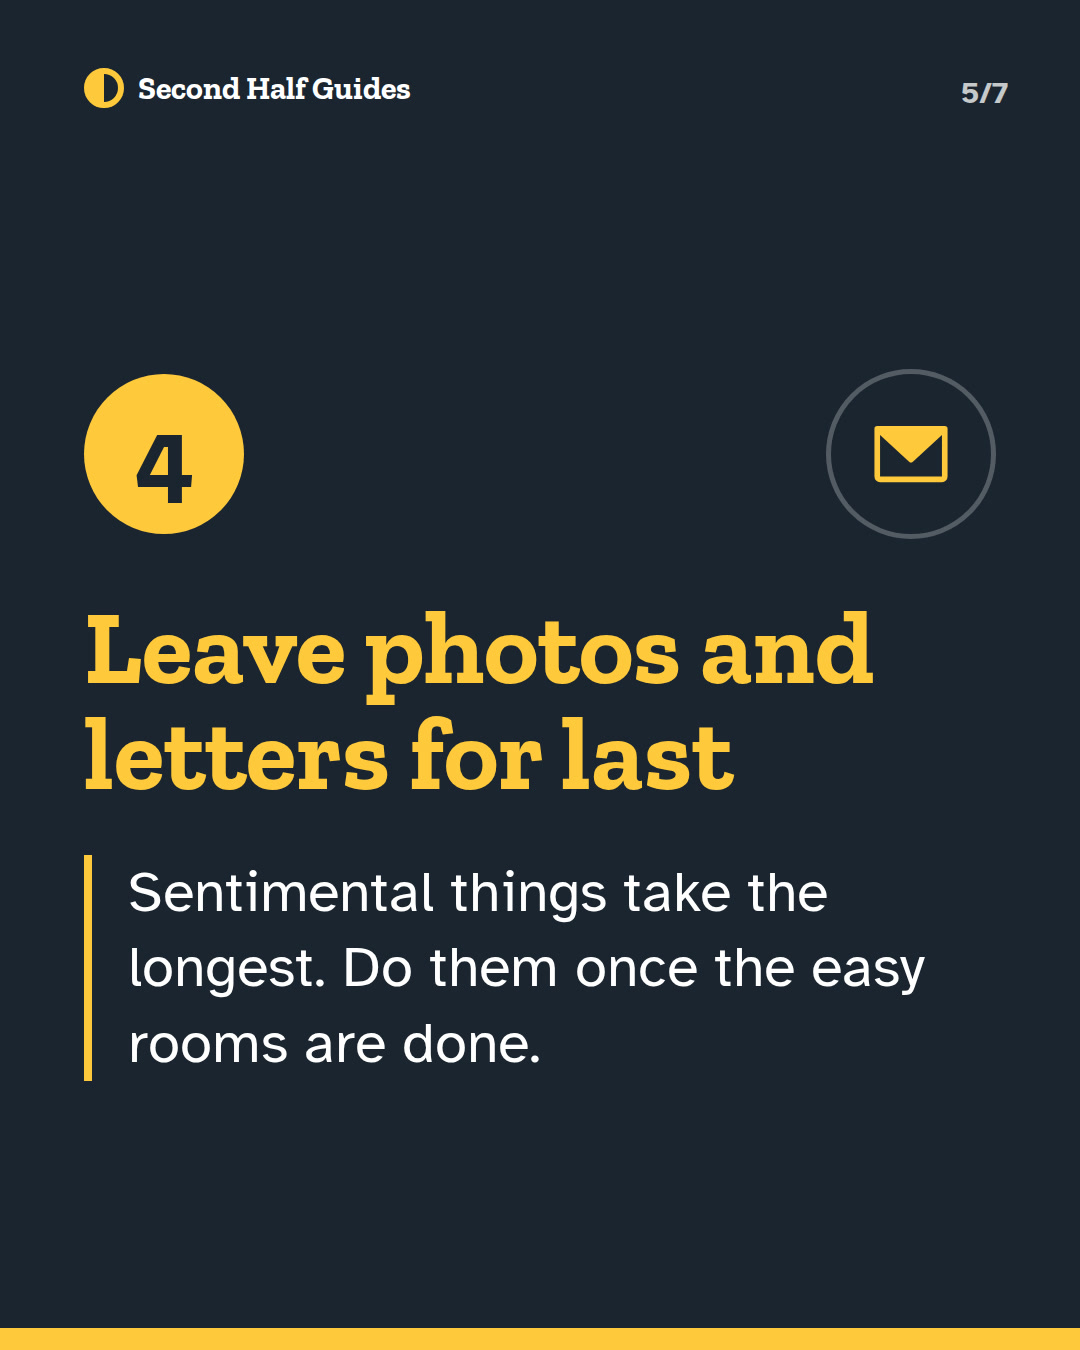 Second Half Guides
5/7
4
Leave photos and
letters for last
Sentimental things take the
longest. Do them once the easy
rooms are done.